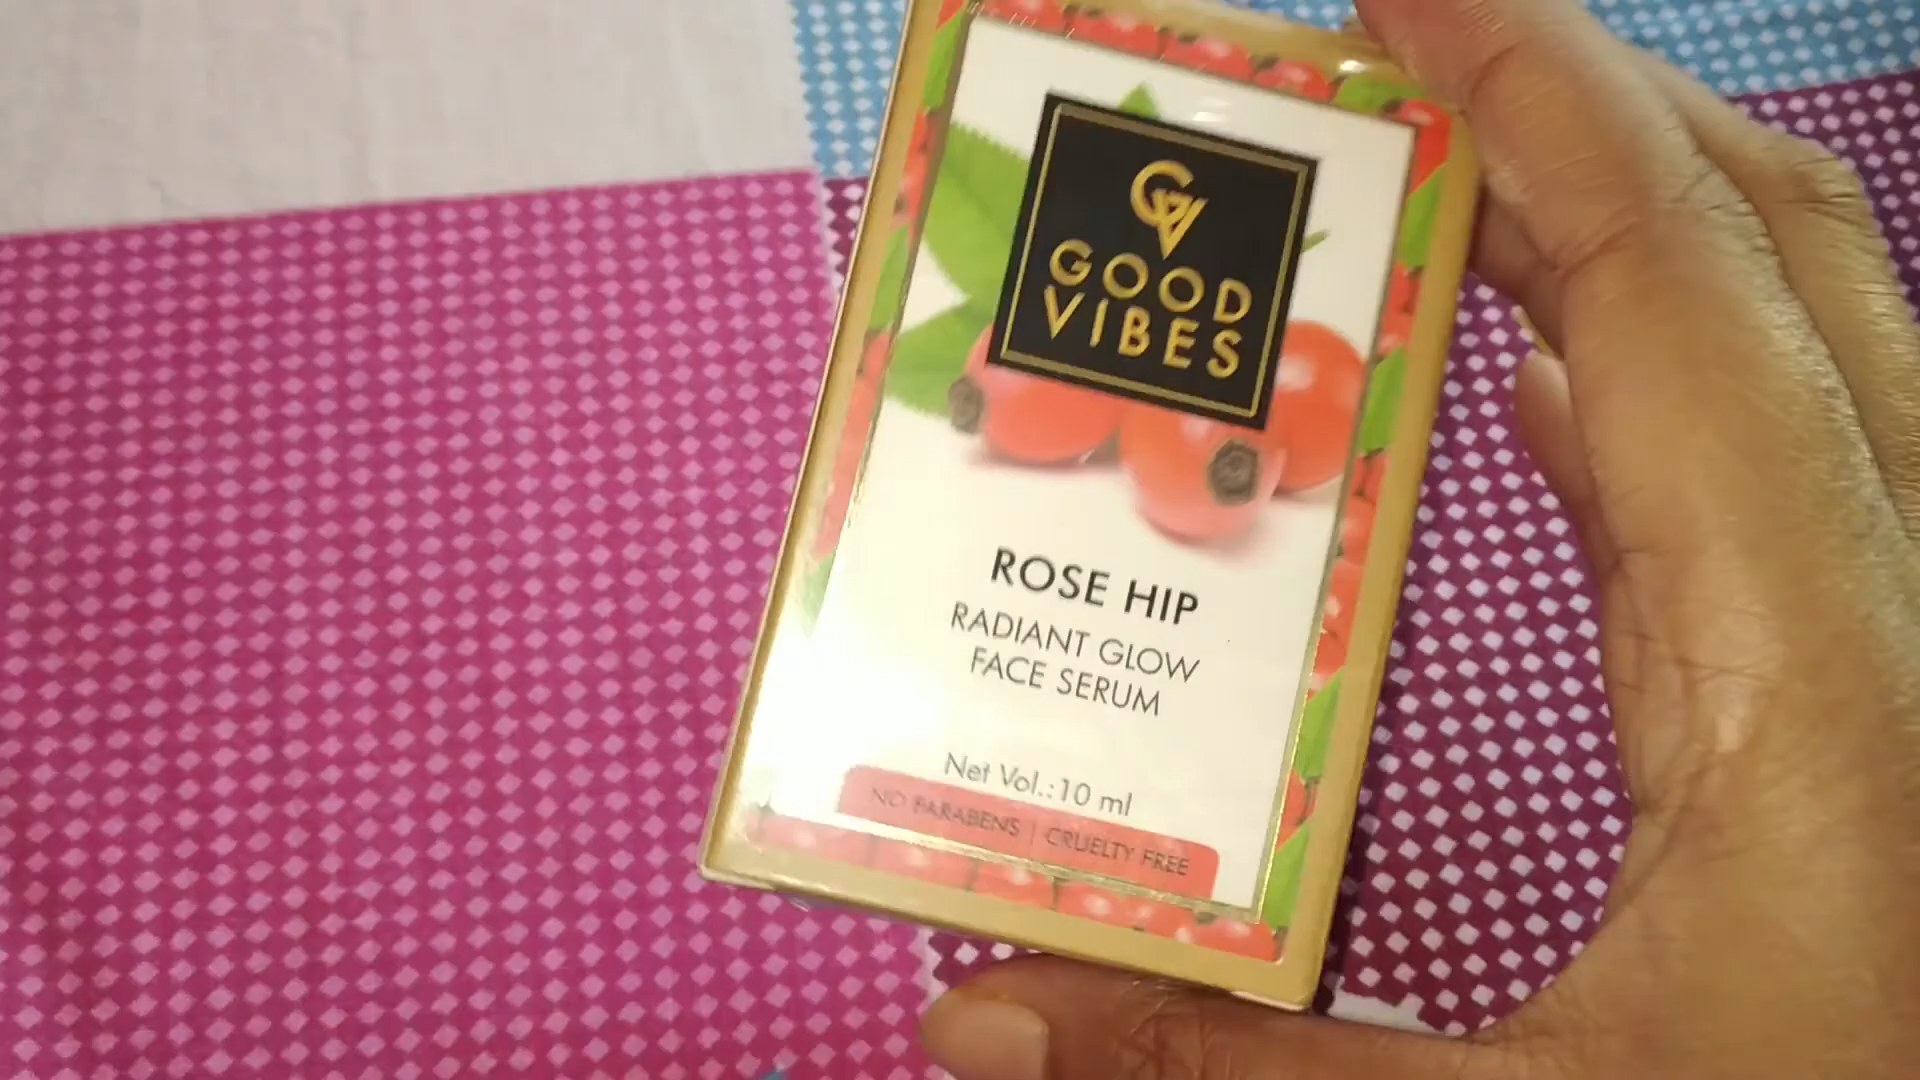 GV
GOOD
VIBES
ROSE HIP
RADIANT GLOW
FACE SERUM
Net Vol.:10 ml
NO PARABENS | CRUELTY FREE